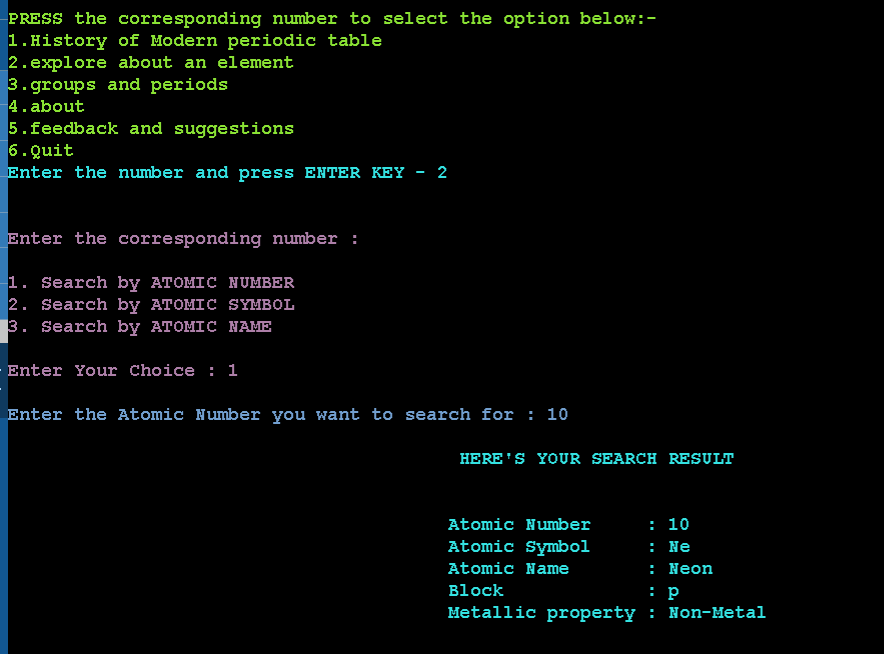 PRESS the corresponding number to select the option below:-
1.History of Modern periodic table
2.explore about an element
3.groups and periods
4.about
5.feedback and suggestions
6.Quit
Enter the number and press ENTER KEY - 2
Enter the corresponding number :
1. Search by ATOMIC NUMBER
2. Search by ATOMIC SYMBOL
3. Search by ATOMIC NAME
Enter Your Choice : 1
Enter the Atomic Number you want to search for : 10
HERE'S YOUR SEARCH RESULT
Atomic Number : 10
Atomic Symbol : Ne
Atomic Name : Neon
Block : p
Metallic property : Non-Metal